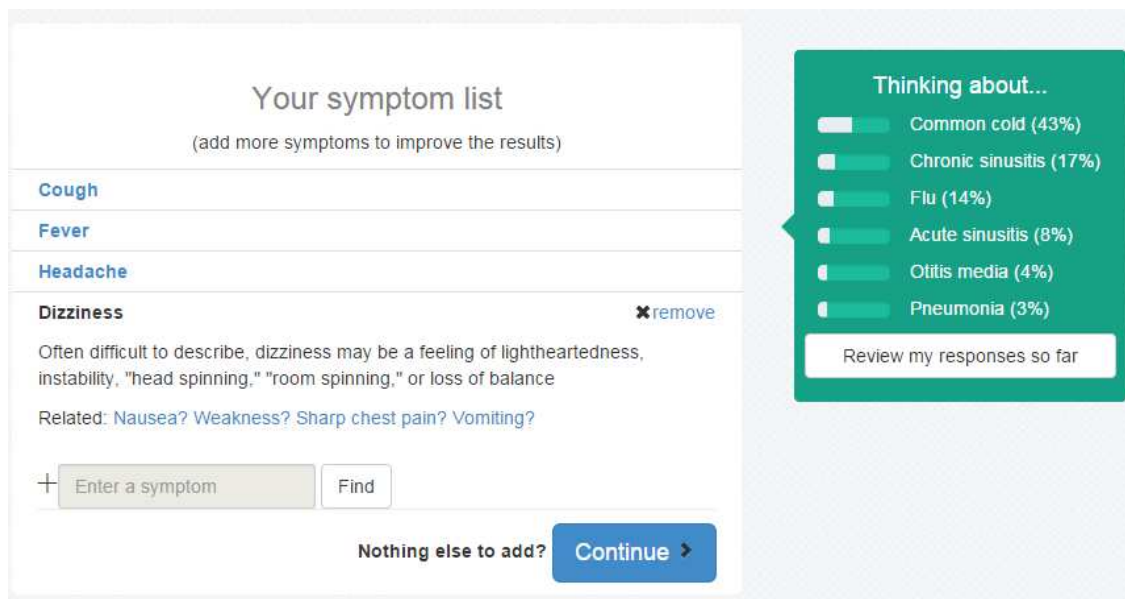 Your symptom list
(add more symptoms to improve the results)
Cough
Fever
Headache
Dizziness
remove
Often difficult to describe, dizziness may be a feeling of lightheartedness,
instability, "head spinning," "room spinning," or loss of balance
Related: Nausea? Weakness? Sharp chest pain? Vomiting?
Enter a symptom
Find
Nothing else to add?
Continue
Thinking about...
Common cold (43%)
Chronic sinusitis (17%)
Flu (14%)
Acute sinusitis (8%)
Otitis media (4%)
Pneumonia (3%)
Review my responses so far